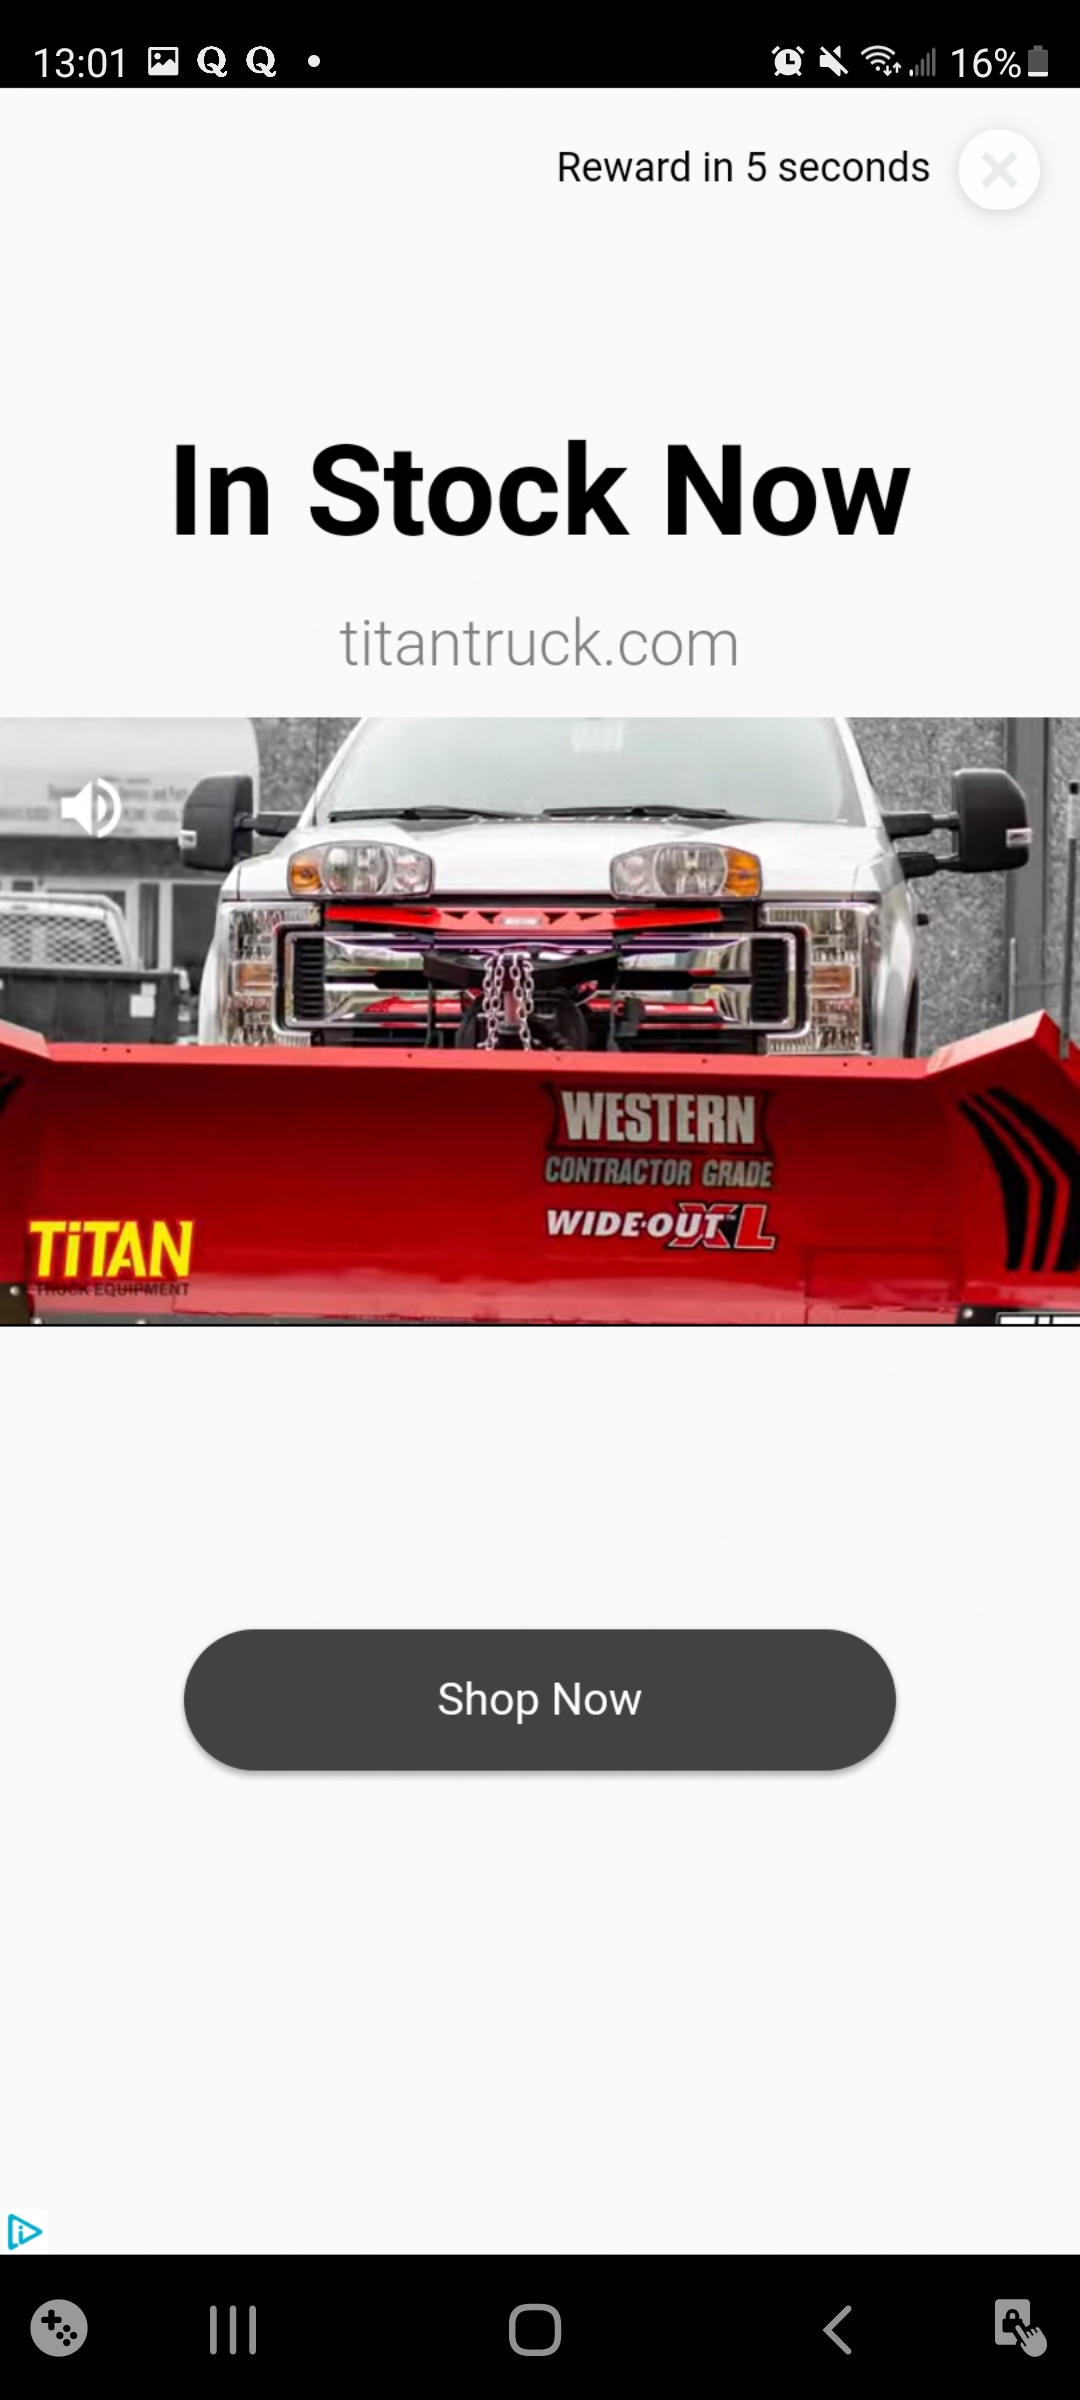 13:01
16%
Reward in 5 seconds
In Stock Now
titantruck.com
WESTERN
CONTRACTOR GRADE
WIDE-OUT™ XL
TiTAN
TRUCK EQUIPMENT
Shop Now